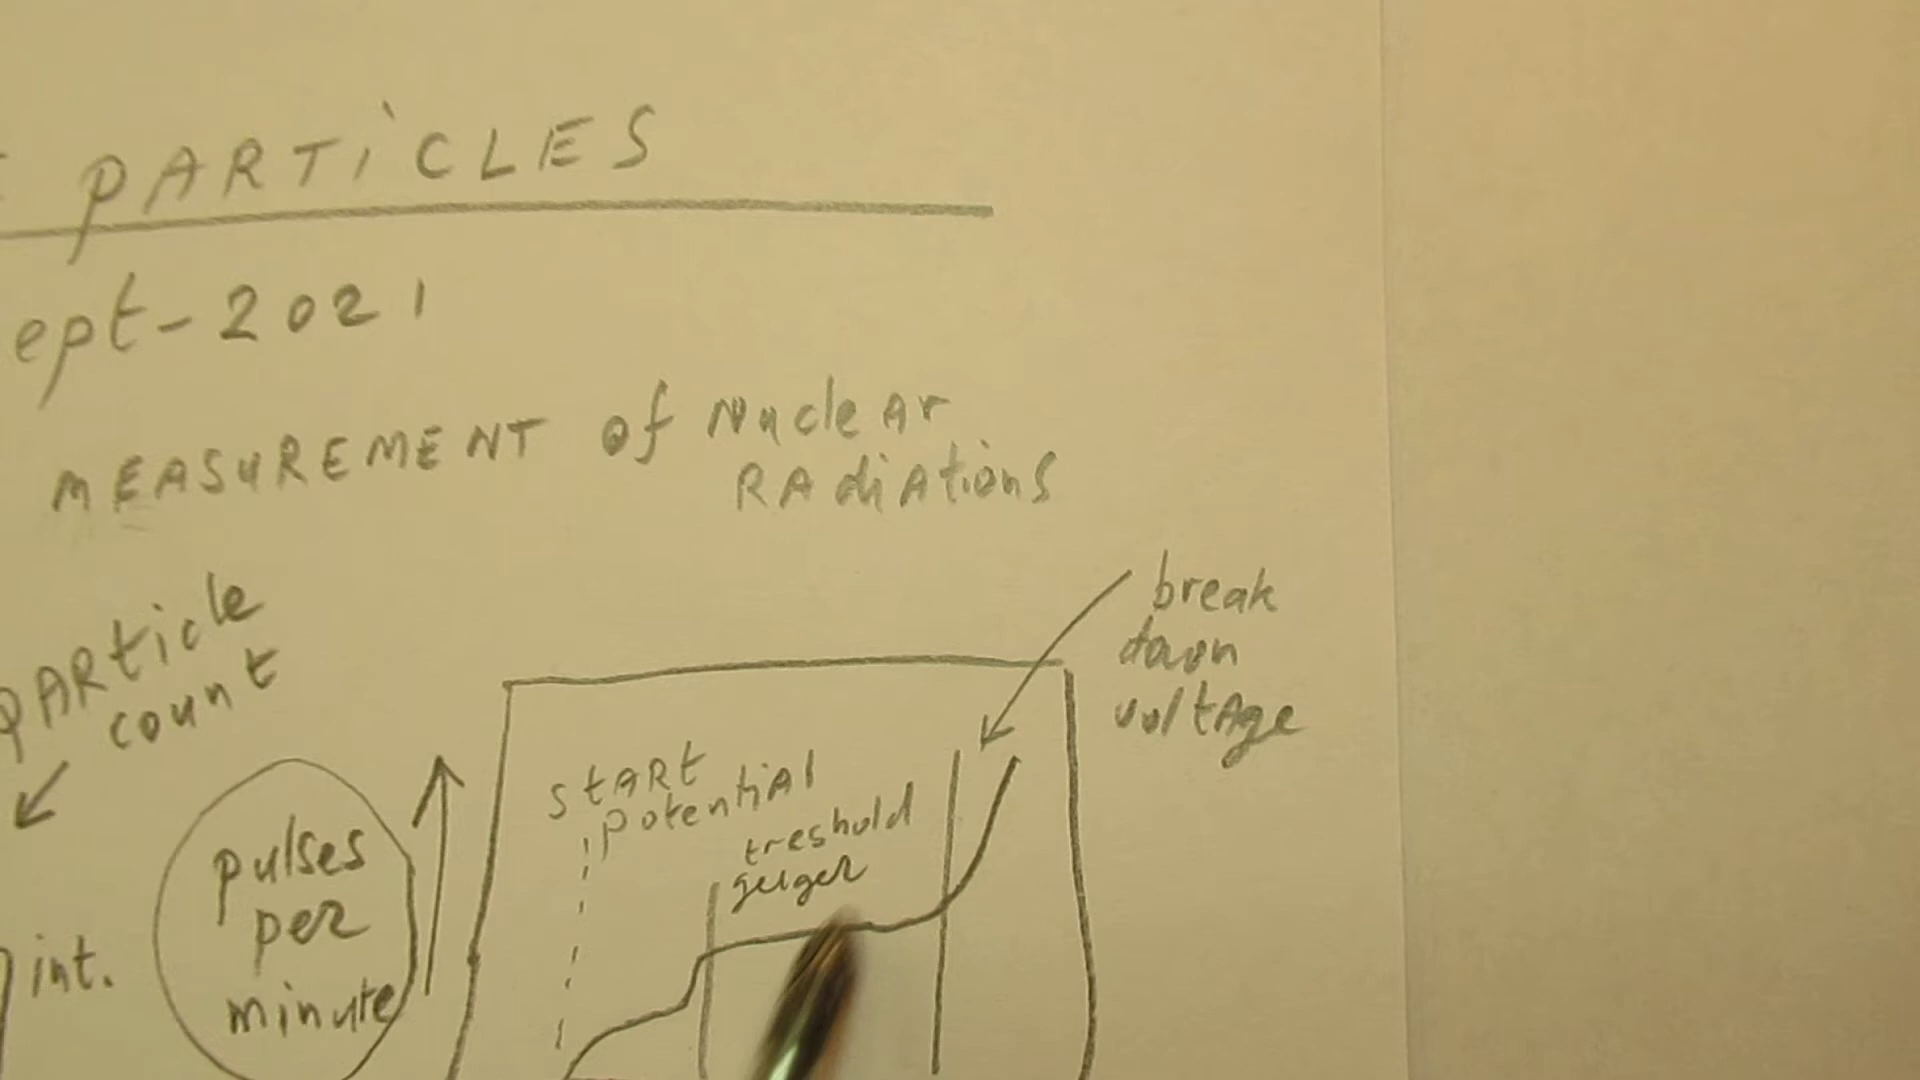 PARTiCLES
ept-2021
MEASUREMENT of Nuclear
RAdiAtions
PARticle
count
break
down
voltAge
StARt
potentiAl
treshold
geiger
pulses
per
minute
int.